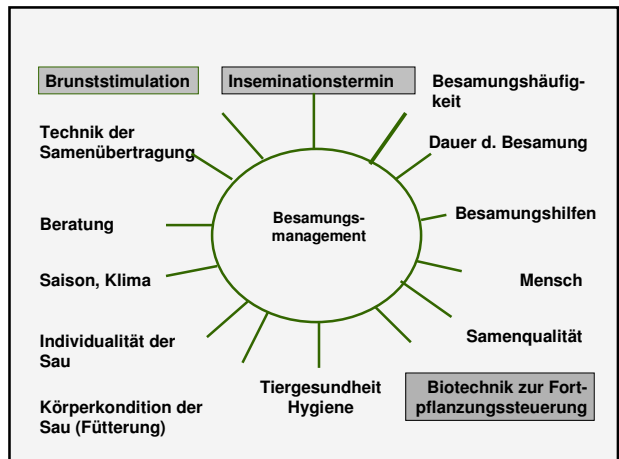 Brunststimulation
Inseminationstermin
Besamungshäufig-
keit
Technik der
Samenübertragung
Dauer d. Besamung
Beratung
Besamungs-
management
Besamungshilfen
Saison, Klima
Mensch
Individualität der
Sau
Samenqualität
Körperkondition der
Sau (Fütterung)
Tiergesundheit
Hygiene
Biotechnik zur Fort-
pflanzungssteuerung